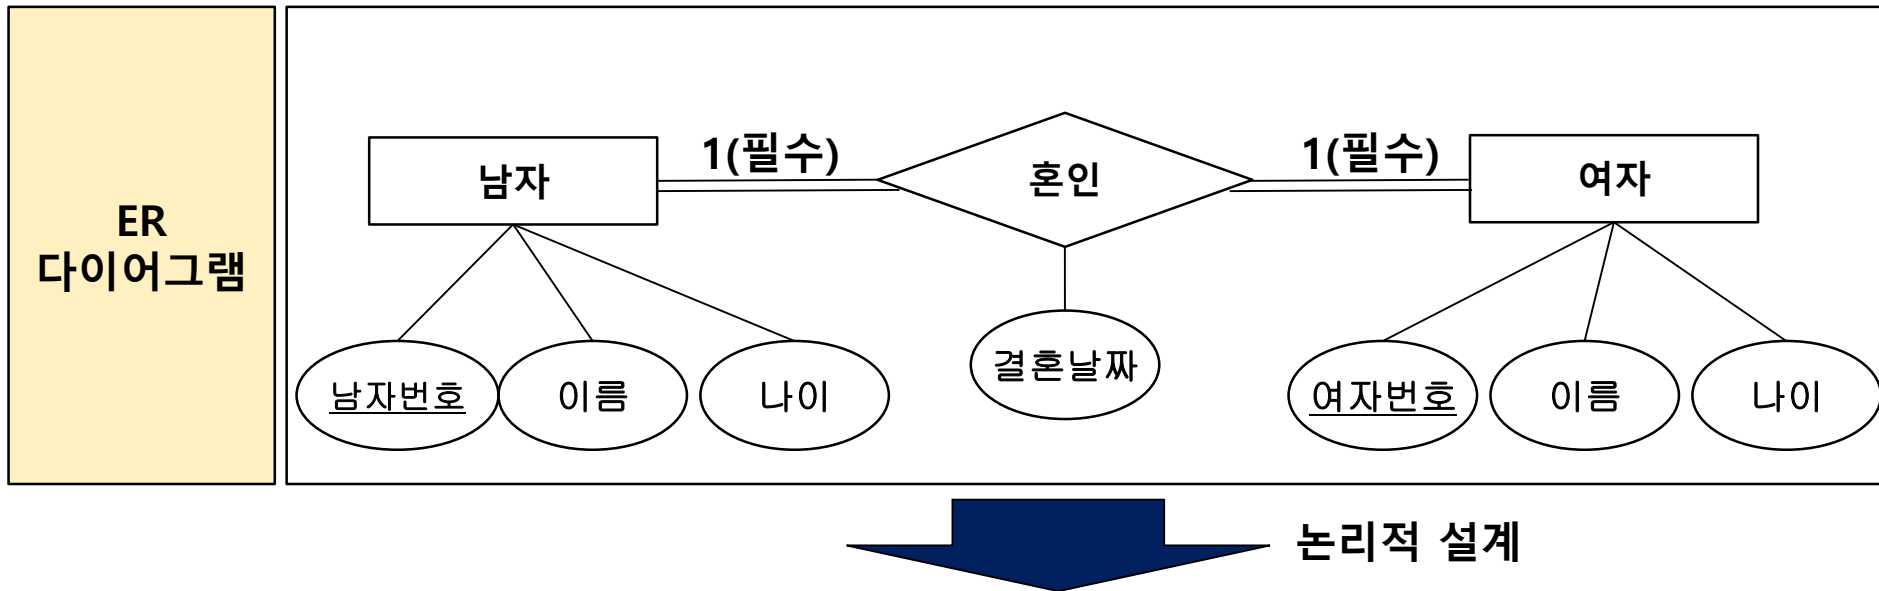 ER
다이어그램
남자
1(필수)
혼인
1(필수)
여자
남자번호
이름
나이
결혼날짜
여자번호
이름
나이
논리적 설계